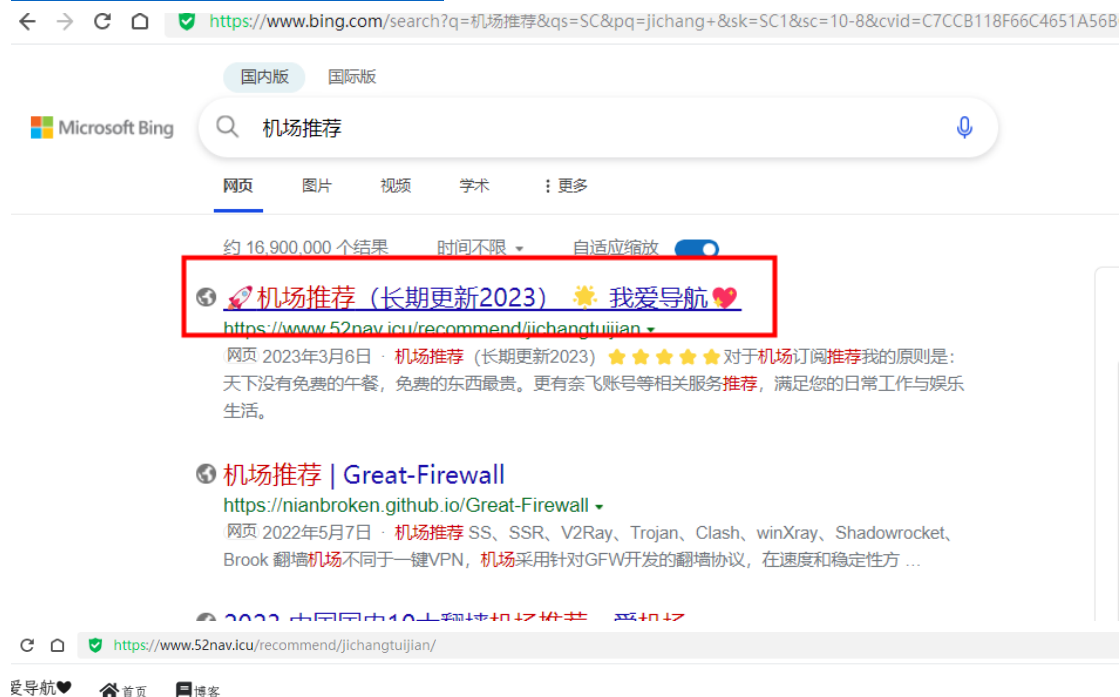 https://www.bing.com/search?q=机场推荐&qs=SC&pq=jichang+&sk=SC1&sc=10-8&cvid=C7CCB118F66C4651A56B
国内版 国际版
Microsoft Bing
机场推荐
网页 图片 视频 学术 更多
约 16,900,000 个结果 时间不限 自适应缩放
🚀机场推荐（长期更新2023） 🌟 我爱导航💖
https://www.52nav.icu/recommend/jichangtuijian
网页 2023年3月6日 · 机场推荐（长期更新2023）⭐⭐⭐⭐⭐对于机场订阅推荐我的原则是：
天下没有免费的午餐，免费的东西最贵。更有奈飞账号等相关服务推荐，满足您的日常工作与娱乐
生活。
机场推荐 | Great-Firewall
https://nianbroken.github.io/Great-Firewall
网页 2022年5月7日 · 机场推荐 SS、SSR、V2Ray、Trojan、Clash、winXray、Shadowrocket、
Brook 翻墙机场不同于一键VPN，机场采用针对GFW开发的翻墙协议，在速度和稳定性方 …
https://www.52nav.icu/recommend/jichangtuijian/
爱导航🖤 首页 博客